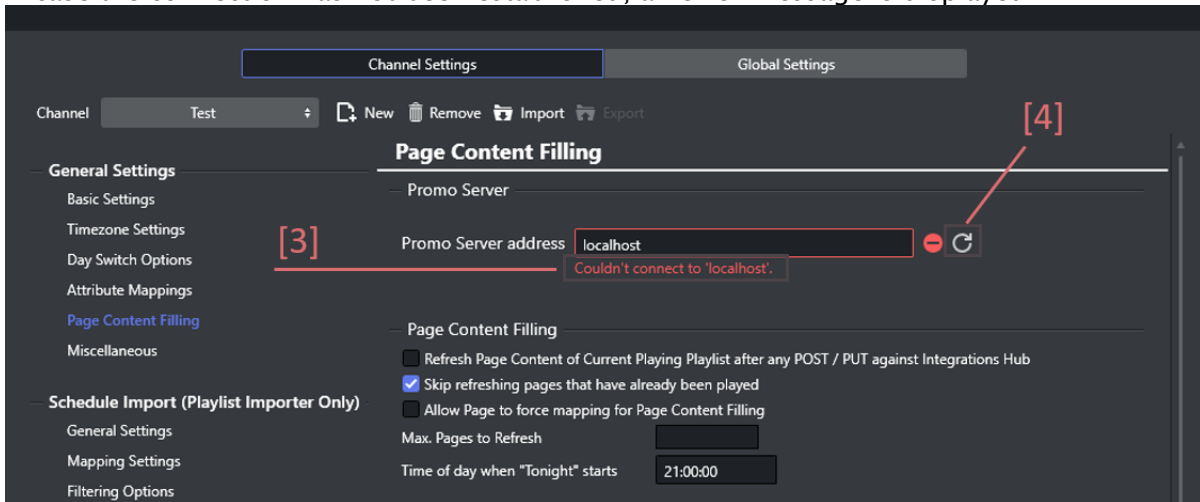 Channel Settings Global Settings
Channel Test New Remove Import Export
[4]
Page Content Filling
General Settings
Promo Server
Basic Settings
Timezone Settings
[3]
Promo Server address localhost
Day Switch Options
Couldn't connect to 'localhost'.
Attribute Mappings
Page Content Filling
Page Content Filling
Miscellaneous
Refresh Page Content of Current Playing Playlist after any POST / PUT against Integrations Hub
Skip refreshing pages that have already been played
Schedule Import (Playlist Importer Only)
Allow Page to force mapping for Page Content Filling
General Settings
Max. Pages to Refresh
Mapping Settings
Time of day when "Tonight" starts 21:00:00
Filtering Options